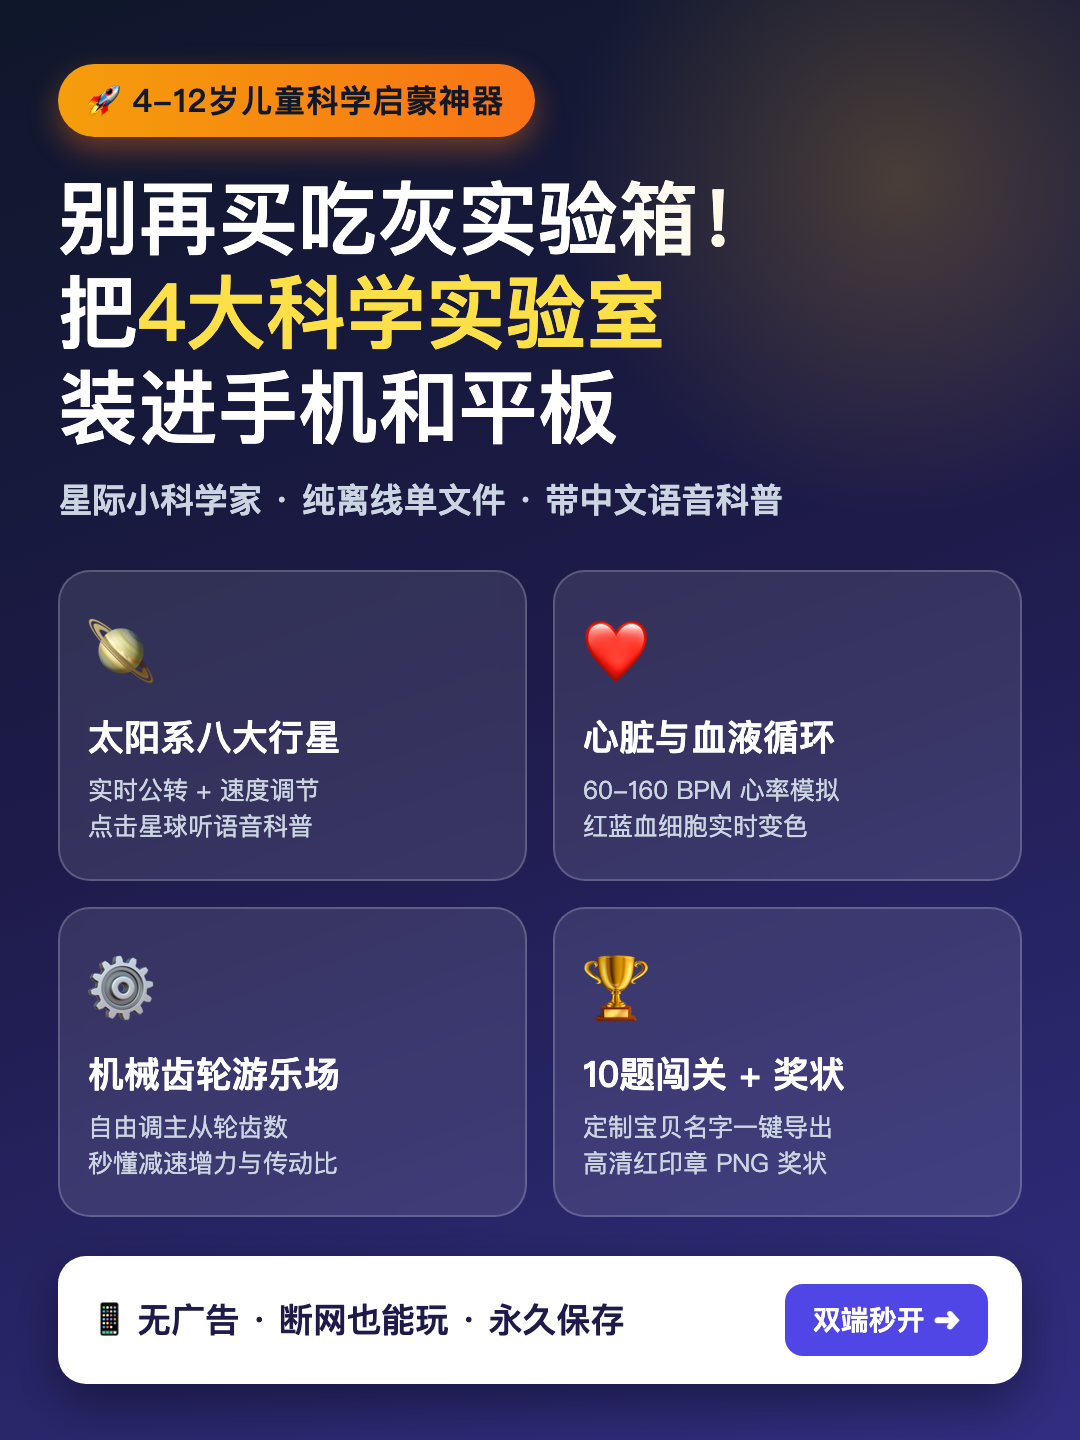 🚀 4–12岁儿童科学启蒙神器
别再买吃灰实验箱！
把4大科学实验室
装进手机和平板
星际小科学家 · 纯离线单文件 · 带中文语音科普
太阳系八大行星
实时公转 + 速度调节
点击星球听语音科普
心脏与血液循环
60–160 BPM 心率模拟
红蓝血细胞实时变色
机械齿轮游乐场
自由调主从轮齿数
秒懂减速增力与传动比
10题闯关 + 奖状
定制宝贝名字一键导出
高清红印章 PNG 奖状
📱 无广告 · 断网也能玩 · 永久保存
双端秒开 ➜